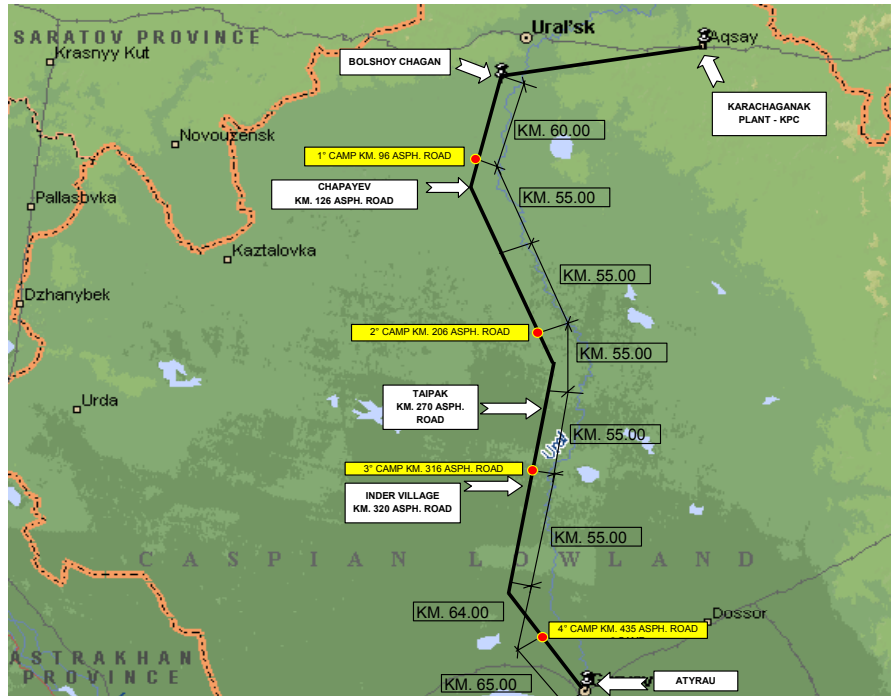 SARATOV PROVINCE
Ural'sk
Aqsay
Krasnyy Kut
BOLSHOY CHAGAN
KARACHAGANAK
PLANT - KPC
KM. 60.00
Novouzensk
1° CAMP KM. 96 ASPH. ROAD
CHAPAYEV
KM. 126 ASPH. ROAD
KM. 55.00
Pallasovka
Kaztalovka
KM. 55.00
Dzhanybek
2° CAMP KM. 206 ASPH. ROAD
KM. 55.00
Urda
TAIPAK
KM. 270 ASPH.
ROAD
KM. 55.00
Ural
3° CAMP KM. 316 ASPH. ROAD
INDER VILLAGE
KM. 320 ASPH. ROAD
KM. 55.00
CASPIAN LOWLAND
KM. 64.00
Dossor
4° CAMP KM. 435 ASPH. ROAD
ASTRAKHAN
PROVINCE
ATYRAU
KM. 65.00